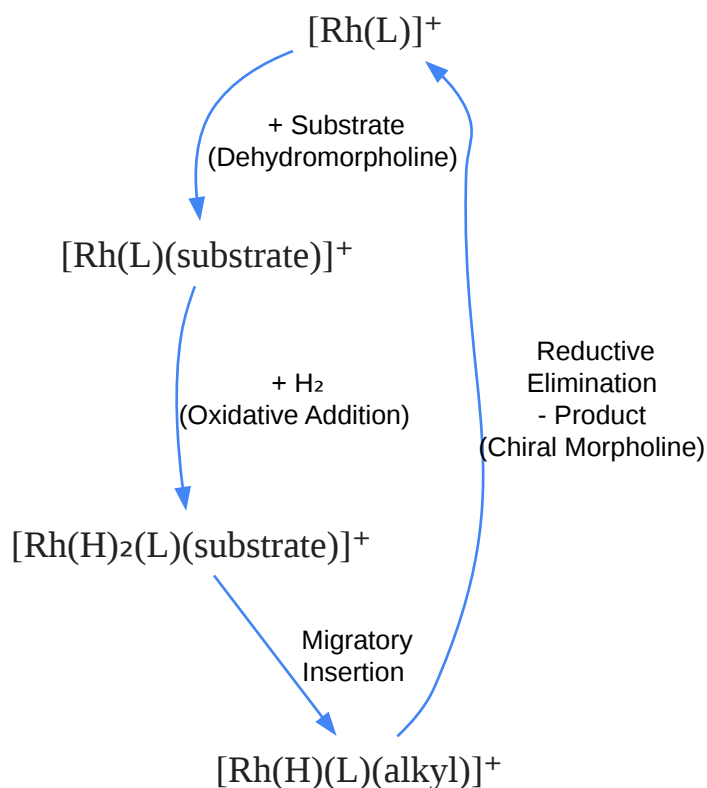 [Rh(L)]⁺
+ Substrate
(Dehydromorpholine)
[Rh(L)(substrate)]⁺
+ H₂
(Oxidative Addition)
Reductive
Elimination
- Product
(Chiral Morpholine)
[Rh(H)₂(L)(substrate)]⁺
Migratory
Insertion
[Rh(H)(L)(alkyl)]⁺